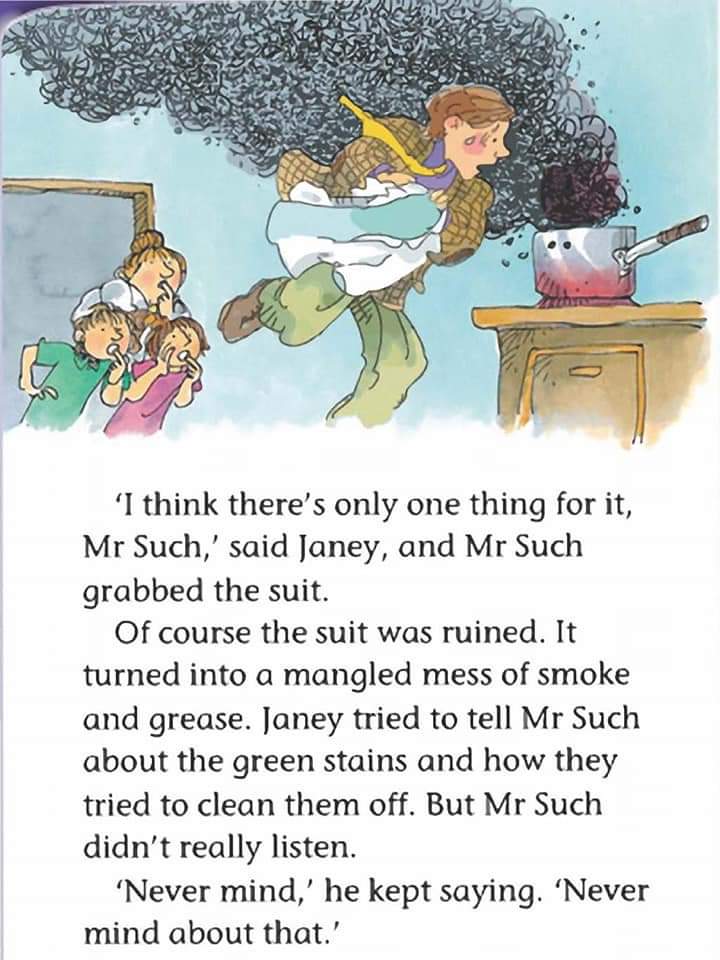 ‘I think there’s only one thing for it,
Mr Such,’ said Janey, and Mr Such
grabbed the suit.
Of course the suit was ruined. It
turned into a mangled mess of smoke
and grease. Janey tried to tell Mr Such
about the green stains and how they
tried to clean them off. But Mr Such
didn’t really listen.
‘Never mind,’ he kept saying. ‘Never
mind about that.’